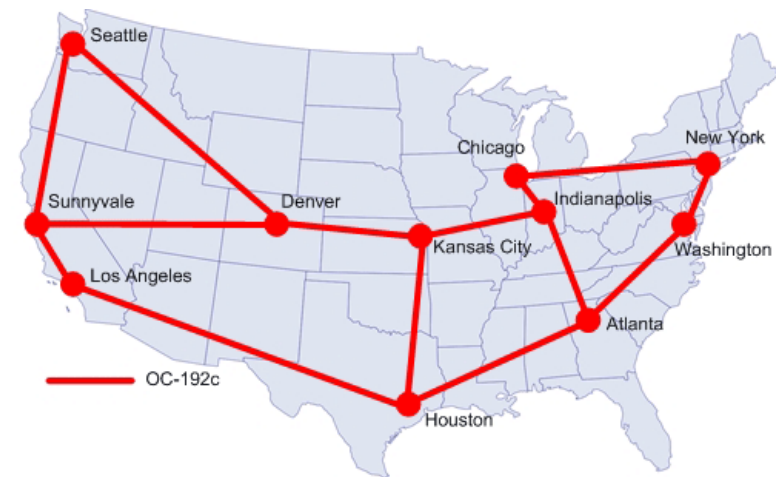 Seattle
Chicago
New York
Sunnyvale
Denver
Indianapolis
Kansas City
Washington
Los Angeles
Atlanta
OC-192c
Houston